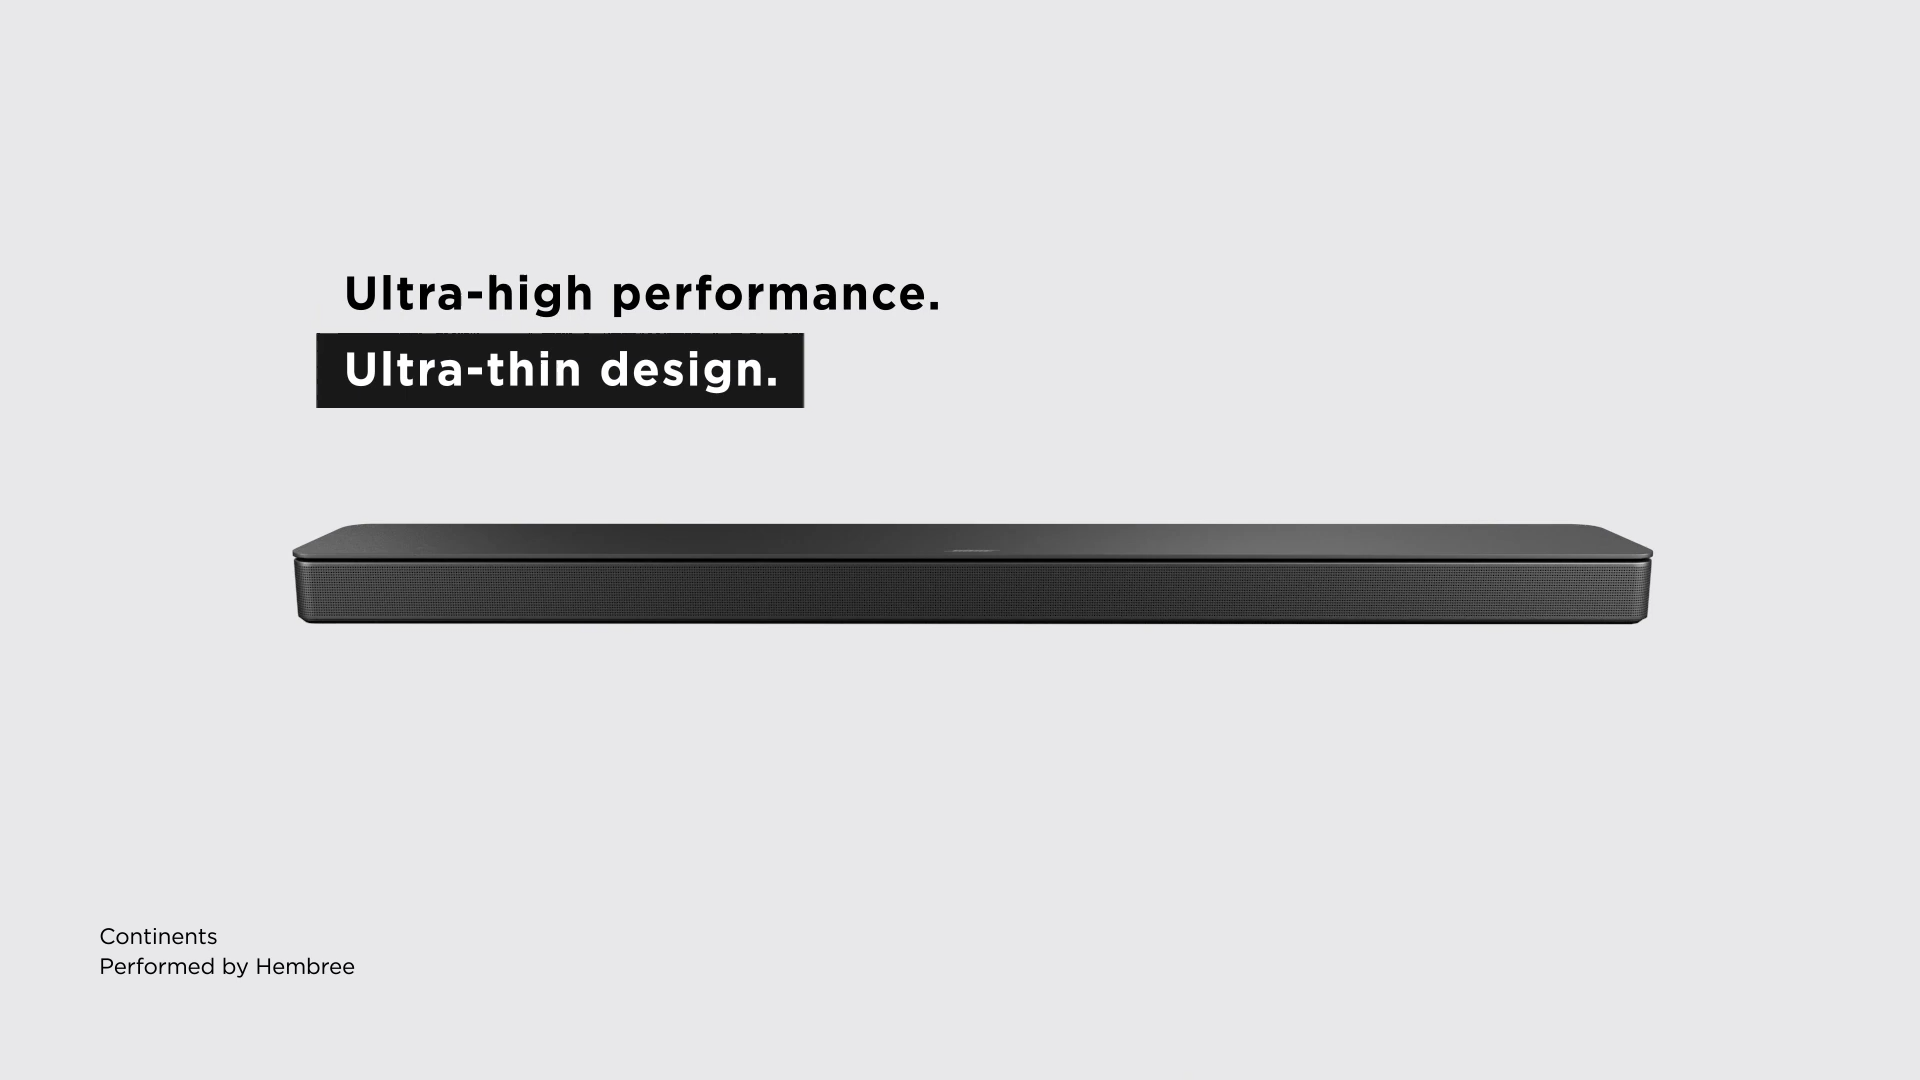 Ultra-high performance.
Ultra-thin design.
Continents
Performed by Hembree